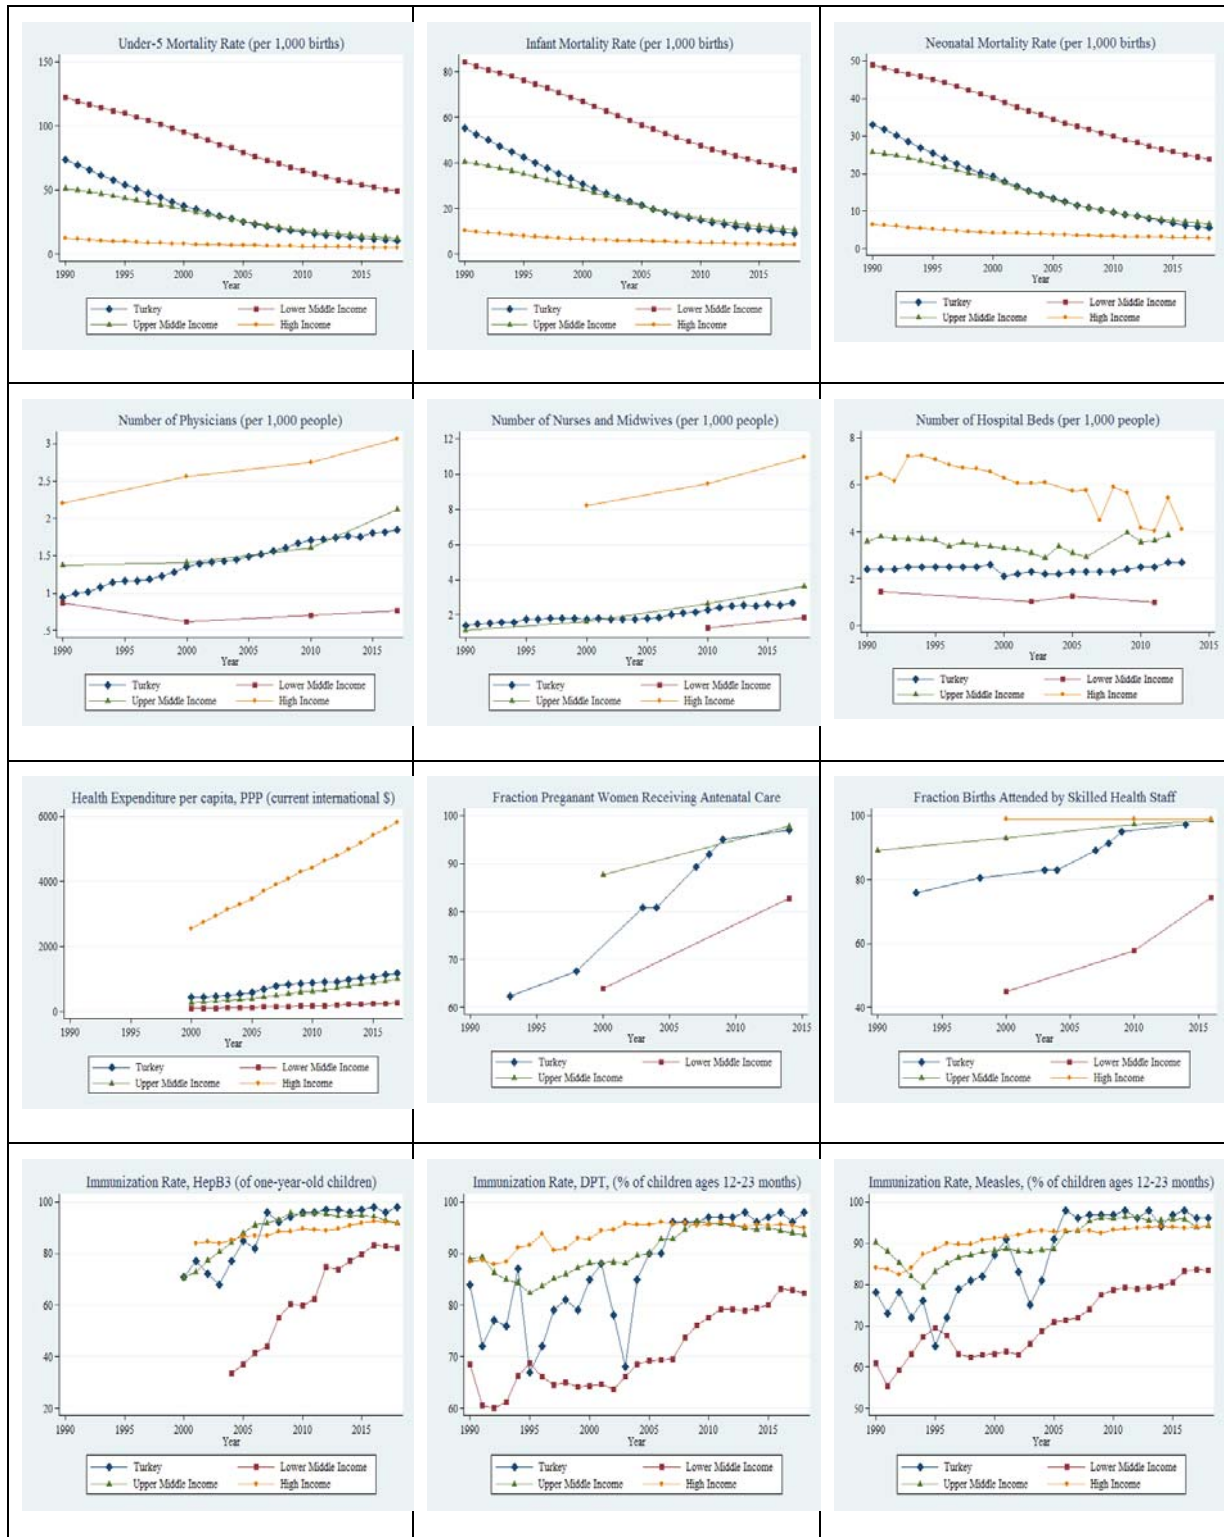 Under-5 Mortality Rate (per 1,000 births)
150
100
50
0
1990 1995 2000 2005 2010 2015
Year
Turkey Lower Middle Income
Upper Middle Income High Income
Infant Mortality Rate (per 1,000 births)
80
60
40
20
0
1990 1995 2000 2005 2010 2015
Year
Turkey Lower Middle Income
Upper Middle Income High Income
Neonatal Mortality Rate (per 1,000 births)
50
40
30
20
10
0
1990 1995 2000 2005 2010 2015
Year
Turkey Lower Middle Income
Upper Middle Income High Income
Number of Physicians (per 1,000 people)
3
2.5
2
1.5
1
.5
1990 2000 2010 2020
Year
Turkey Lower Middle Income
Upper Middle Income High Income
Number of Nurses and Midwives (per 1,000 people)
12
10
8
6
4
2
1990 2000 2010 2020
Year
Turkey Lower Middle Income
Upper Middle Income High Income
Number of Hospital Beds (per 1,000 people)
8
6
4
2
0
1990 1995 2000 2005 2010 2015
Year
Turkey Lower Middle Income
Upper Middle Income High Income
Health Expenditure per capita, PPP (current international $)
6000
4000
2000
0
1990 1995 2000 2005 2010 2015
Year
Turkey Lower Middle Income
Upper Middle Income High Income
Fraction Preganant Women Receiving Antenatal Care
100
90
80
70
60
1990 1995 2000 2005 2010 2015
Year
Turkey Lower Middle Income
Upper Middle Income
Fraction Births Attended by Skilled Health Staff
100
80
60
40
1990 1995 2000 2005 2010 2015
Year
Turkey Lower Middle Income
Upper Middle Income High Income
Immunization Rate, HepB3 (of one-year-old children)
100
80
60
40
20
1990 1995 2000 2005 2010 2015
Year
Turkey Lower Middle Income
Upper Middle Income High Income
Immunization Rate, DPT, (% of children ages 12-23 months)
100
90
80
70
60
1990 1995 2000 2005 2010 2015
Year
Turkey Lower Middle Income
Upper Middle Income High Income
Immunization Rate, Measles, (% of children ages 12-23 months)
100
90
80
70
60
50
1990 1995 2000 2005 2010 2015
Year
Turkey Lower Middle Income
Upper Middle Income High Income